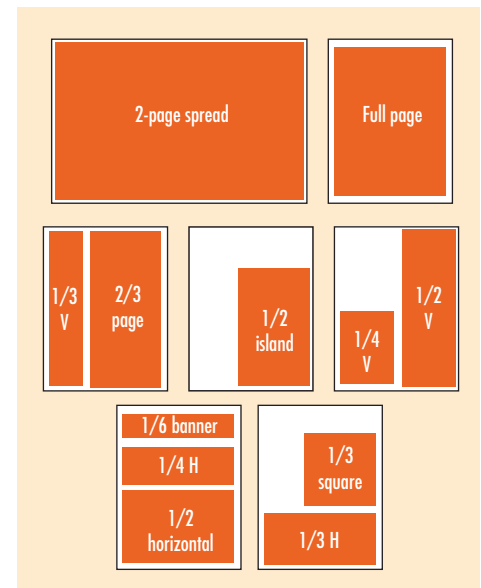 2-page spread
Full page
1/3
V
2/3
page
1/2
island
1/4
V
1/2
V
1/6 banner
1/4 H
1/2
horizontal
1/3
square
1/3 H